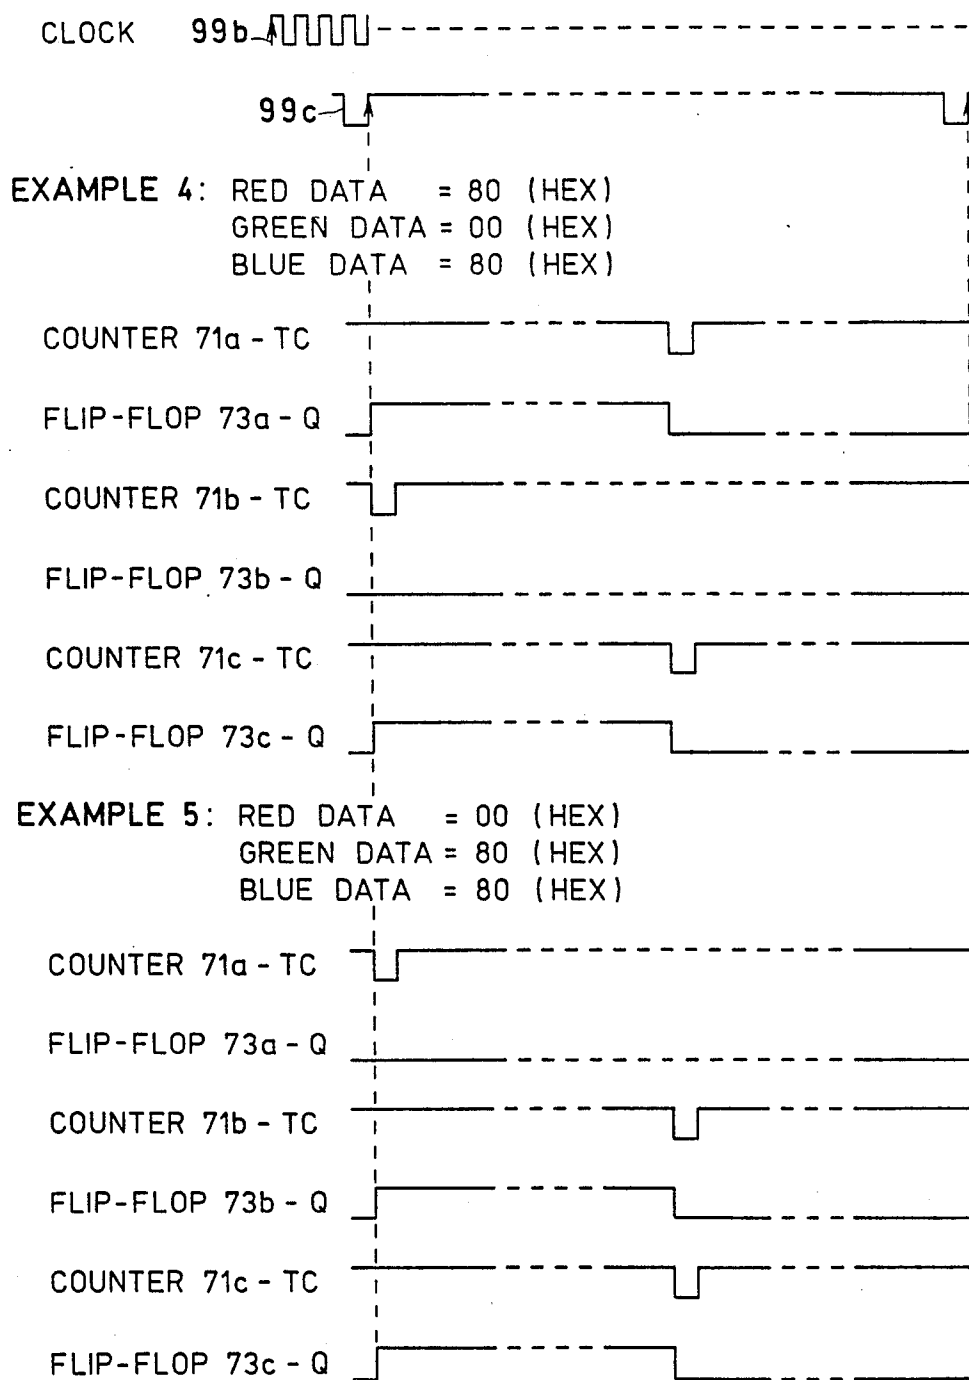 CLOCK 99b
99c
EXAMPLE 4: RED DATA = 80 (HEX)
GREEN DATA = 00 (HEX)
BLUE DATA = 80 (HEX)
COUNTER 71a - TC
FLIP-FLOP 73a - Q
COUNTER 71b - TC
FLIP-FLOP 73b - Q
COUNTER 71c - TC
FLIP-FLOP 73c - Q
EXAMPLE 5: RED DATA = 00 (HEX)
GREEN DATA = 80 (HEX)
BLUE DATA = 80 (HEX)
COUNTER 71a - TC
FLIP-FLOP 73a - Q
COUNTER 71b - TC
FLIP-FLOP 73b - Q
COUNTER 71c - TC
FLIP-FLOP 73c - Q